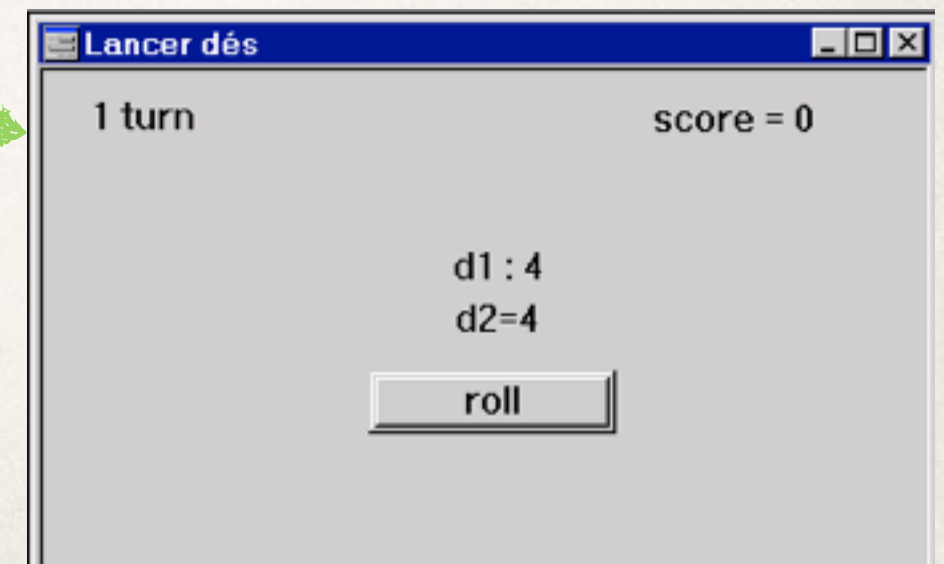 Lancer dés
1 turn score = 0
d1 : 4
d2=4
roll